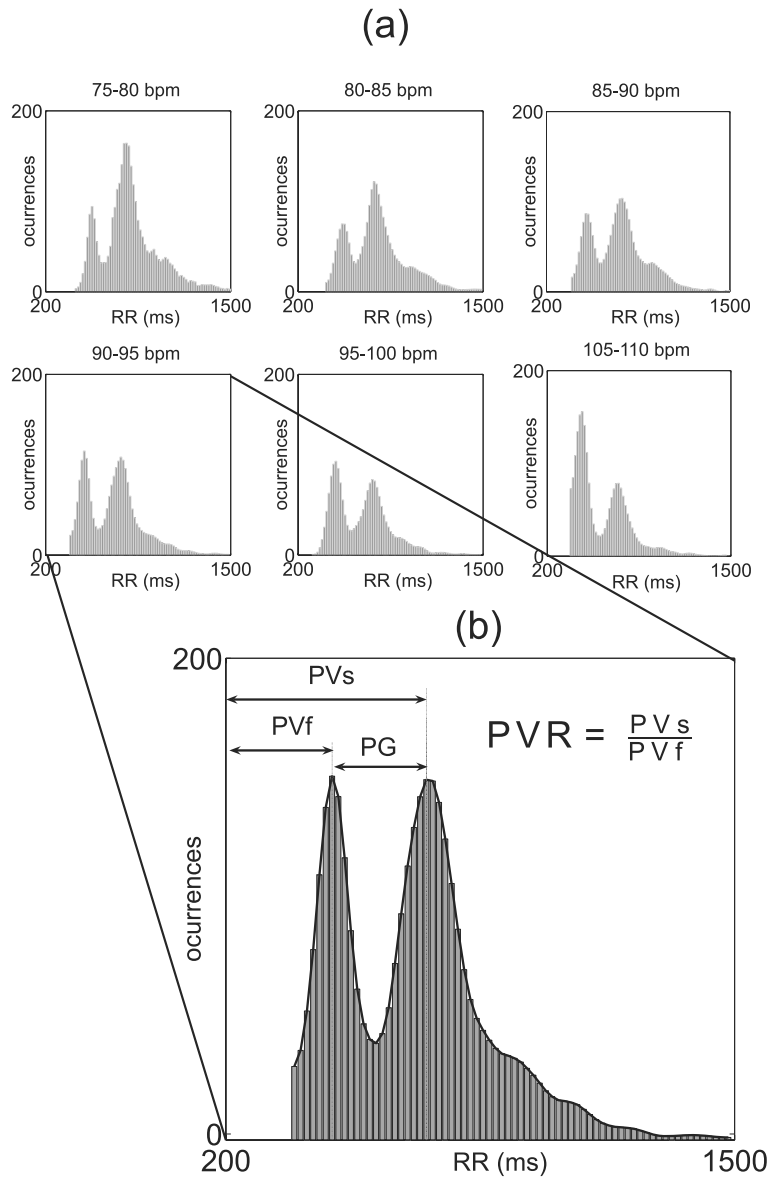 (a)
75-80 bpm
80-85 bpm
85-90 bpm
200
200
200
ocurrences
ocurrences
ocurrences
0
0
0
200 RR (ms) 1500
200 RR (ms) 1500
200 RR (ms) 1500
90-95 bpm
95-100 bpm
105-110 bpm
200
200
200
ocurrences
ocurrences
ocurrences
0
0
0
200 RR (ms) 1500
200 RR (ms) 1500
200 RR (ms) 1500
(b)
200
PVs
PVf
PG
PVR = PVs
PVf
ocurrences
0
200 RR (ms) 1500